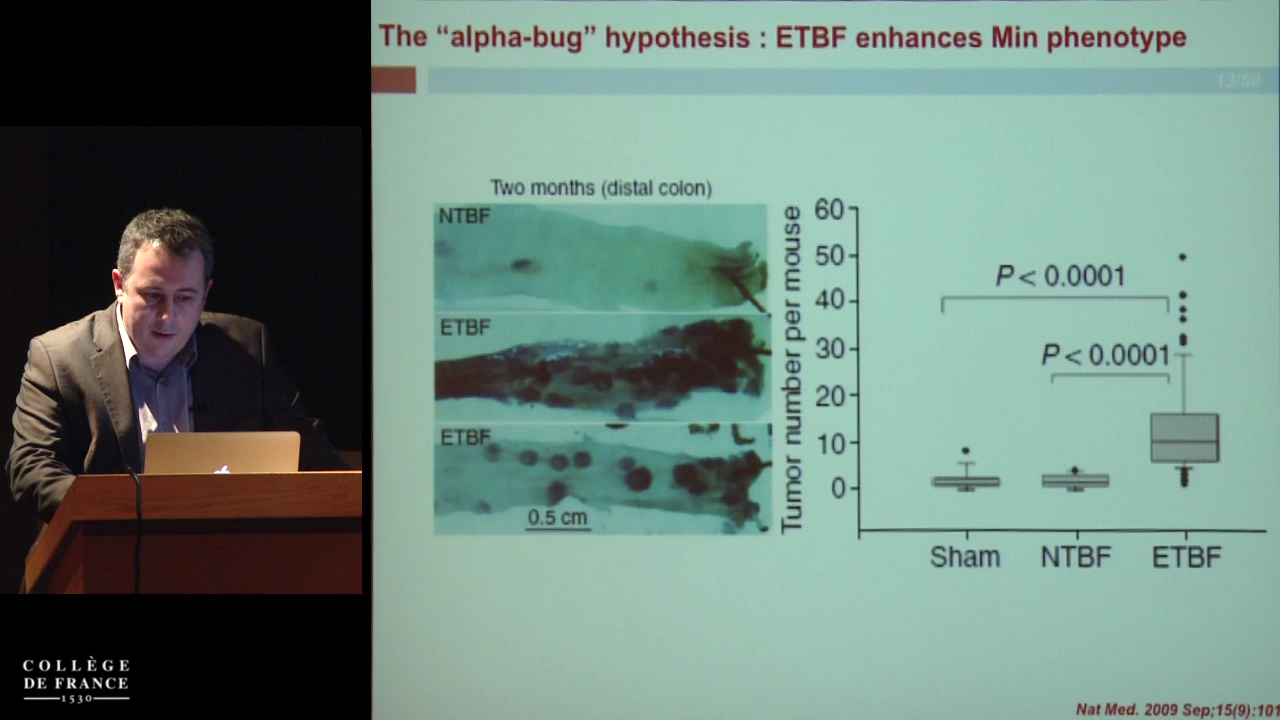 The “alpha-bug” hypothesis : ETBF enhances Min phenotype
13/50
Two months (distal colon)
NTBF
ETBF
ETBF
0.5 cm
Tumor number per mouse
60
50
40
30
20
10
0
P < 0.0001
P < 0.0001
Sham
NTBF
ETBF
Nat Med. 2009 Sep;15(9):101
COLLÈGE
DE FRANCE
1530